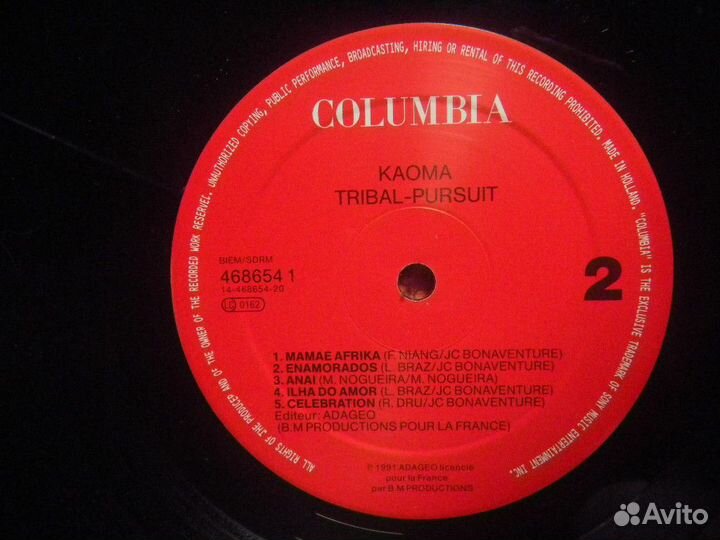 ALL RIGHTS OF THE PRODUCER AND OF THE OWNER OF THE RECORDED WORK RESERVED. UNAUTHORIZED COPYING, PUBLIC PERFORMANCE, BROADCASTING, HIRING OR RENTAL OF THIS RECORDING PROHIBITED. MADE IN HOLLAND. "COLUMBIA" IS THE EXCLUSIVE TRADEMARK OF SONY MUSIC ENTERTAINMENT, INC.
COLUMBIA
KAOMA
TRIBAL-PURSUIT
BIEM/SDRM
468654 1
14-468654-20
LC 0162
2
1. MAMAE AFRIKA (F. NIANG/JC BONAVENTURE)
2. ENAMORADOS (L. BRAZ/JC BONAVENTURE)
3. ANAI (M. NOGUEIRA/M. NOGUEIRA)
4. ILHA DO AMOR (L. BRAZ/JC BONAVENTURE)
5. CELEBRATION (R. DRU/JC BONAVENTURE)
Editeur: ADAGEO
(B.M PRODUCTIONS POUR LA FRANCE)
℗ 1991 ADAGEO licencie
pour la France
par B.M PRODUCTIONS
Avito